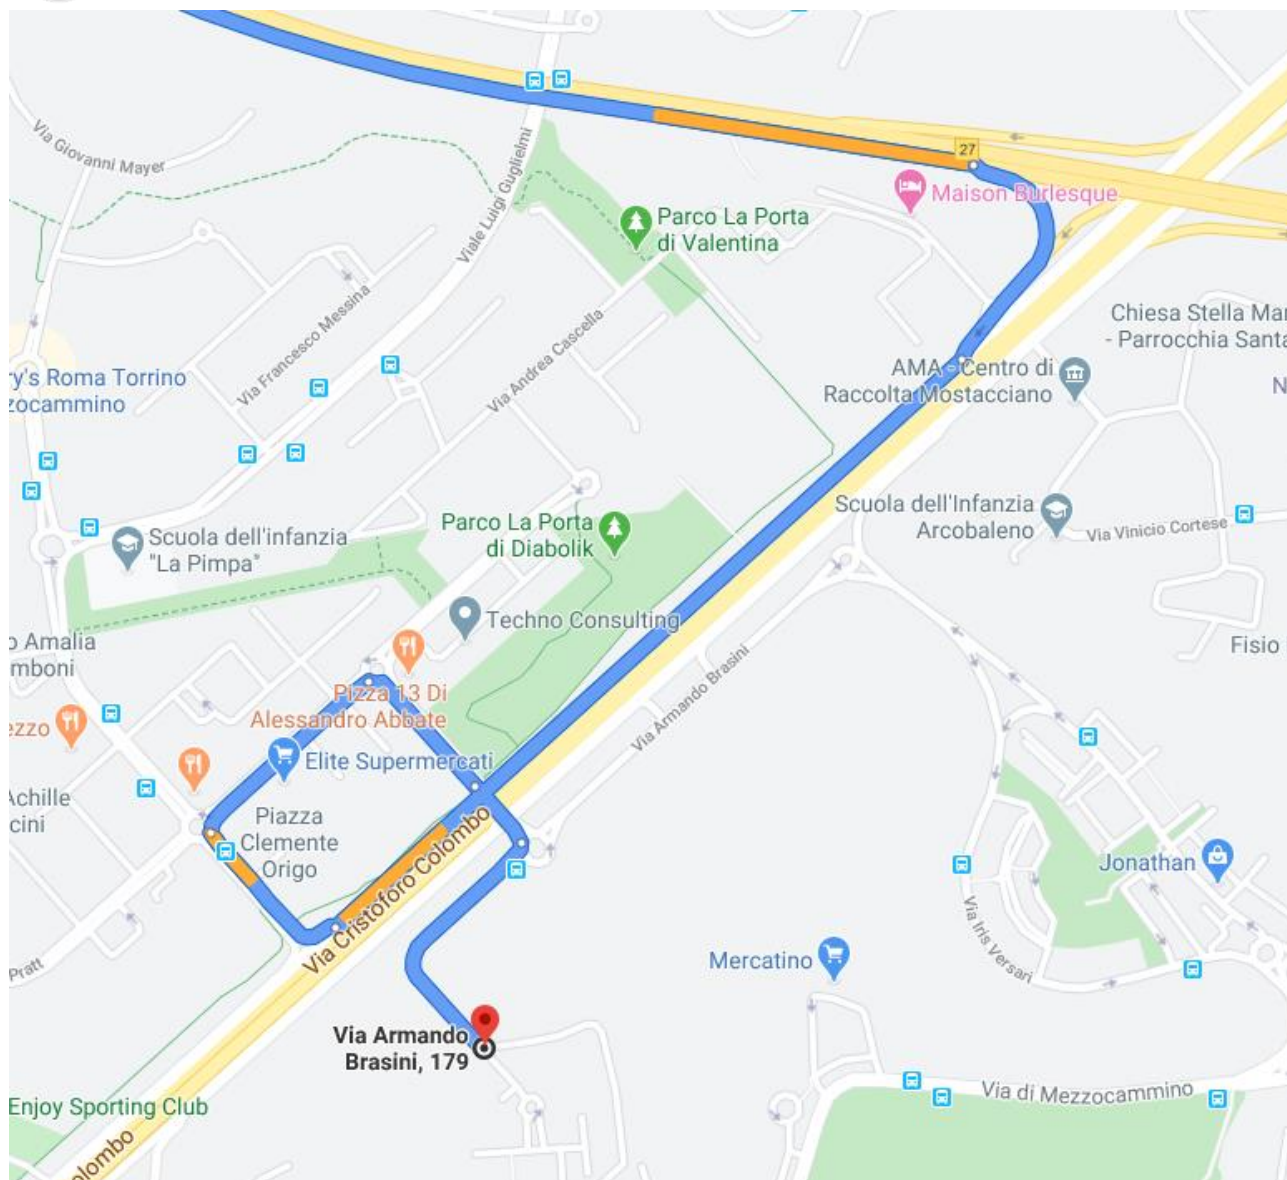 27
Via Giovanni Mayer
Viale Luigi Guglielmi
Maison Burlesque
Parco La Porta
di Valentina
Via Francesco Messina
Via Andrea Cascella
Chiesa Stella Mar
- Parrocchia Santa
ry's Roma Torrino
zocammino
AMA - Centro di
Raccolta Mostacciano
N
Scuola dell'Infanzia
Arcobaleno
Via Vinicio Cortese
Parco La Porta
di Diabolik
Scuola dell'infanzia
"La Pimpa"
Techno Consulting
o Amalia
mboni
Fisio
Via Armando Brasini
Pizza 13 Di
Alessandro Abbate
ezzo
Elite Supermercati
Achille
cini
Piazza
Clemente
Origo
Via Cristoforo Colombo
Jonathan
Via Iris Versari
Pratt
Mercatino
Via Armando
Brasini, 179
Via di Mezzocammino
Enjoy Sporting Club
olombo